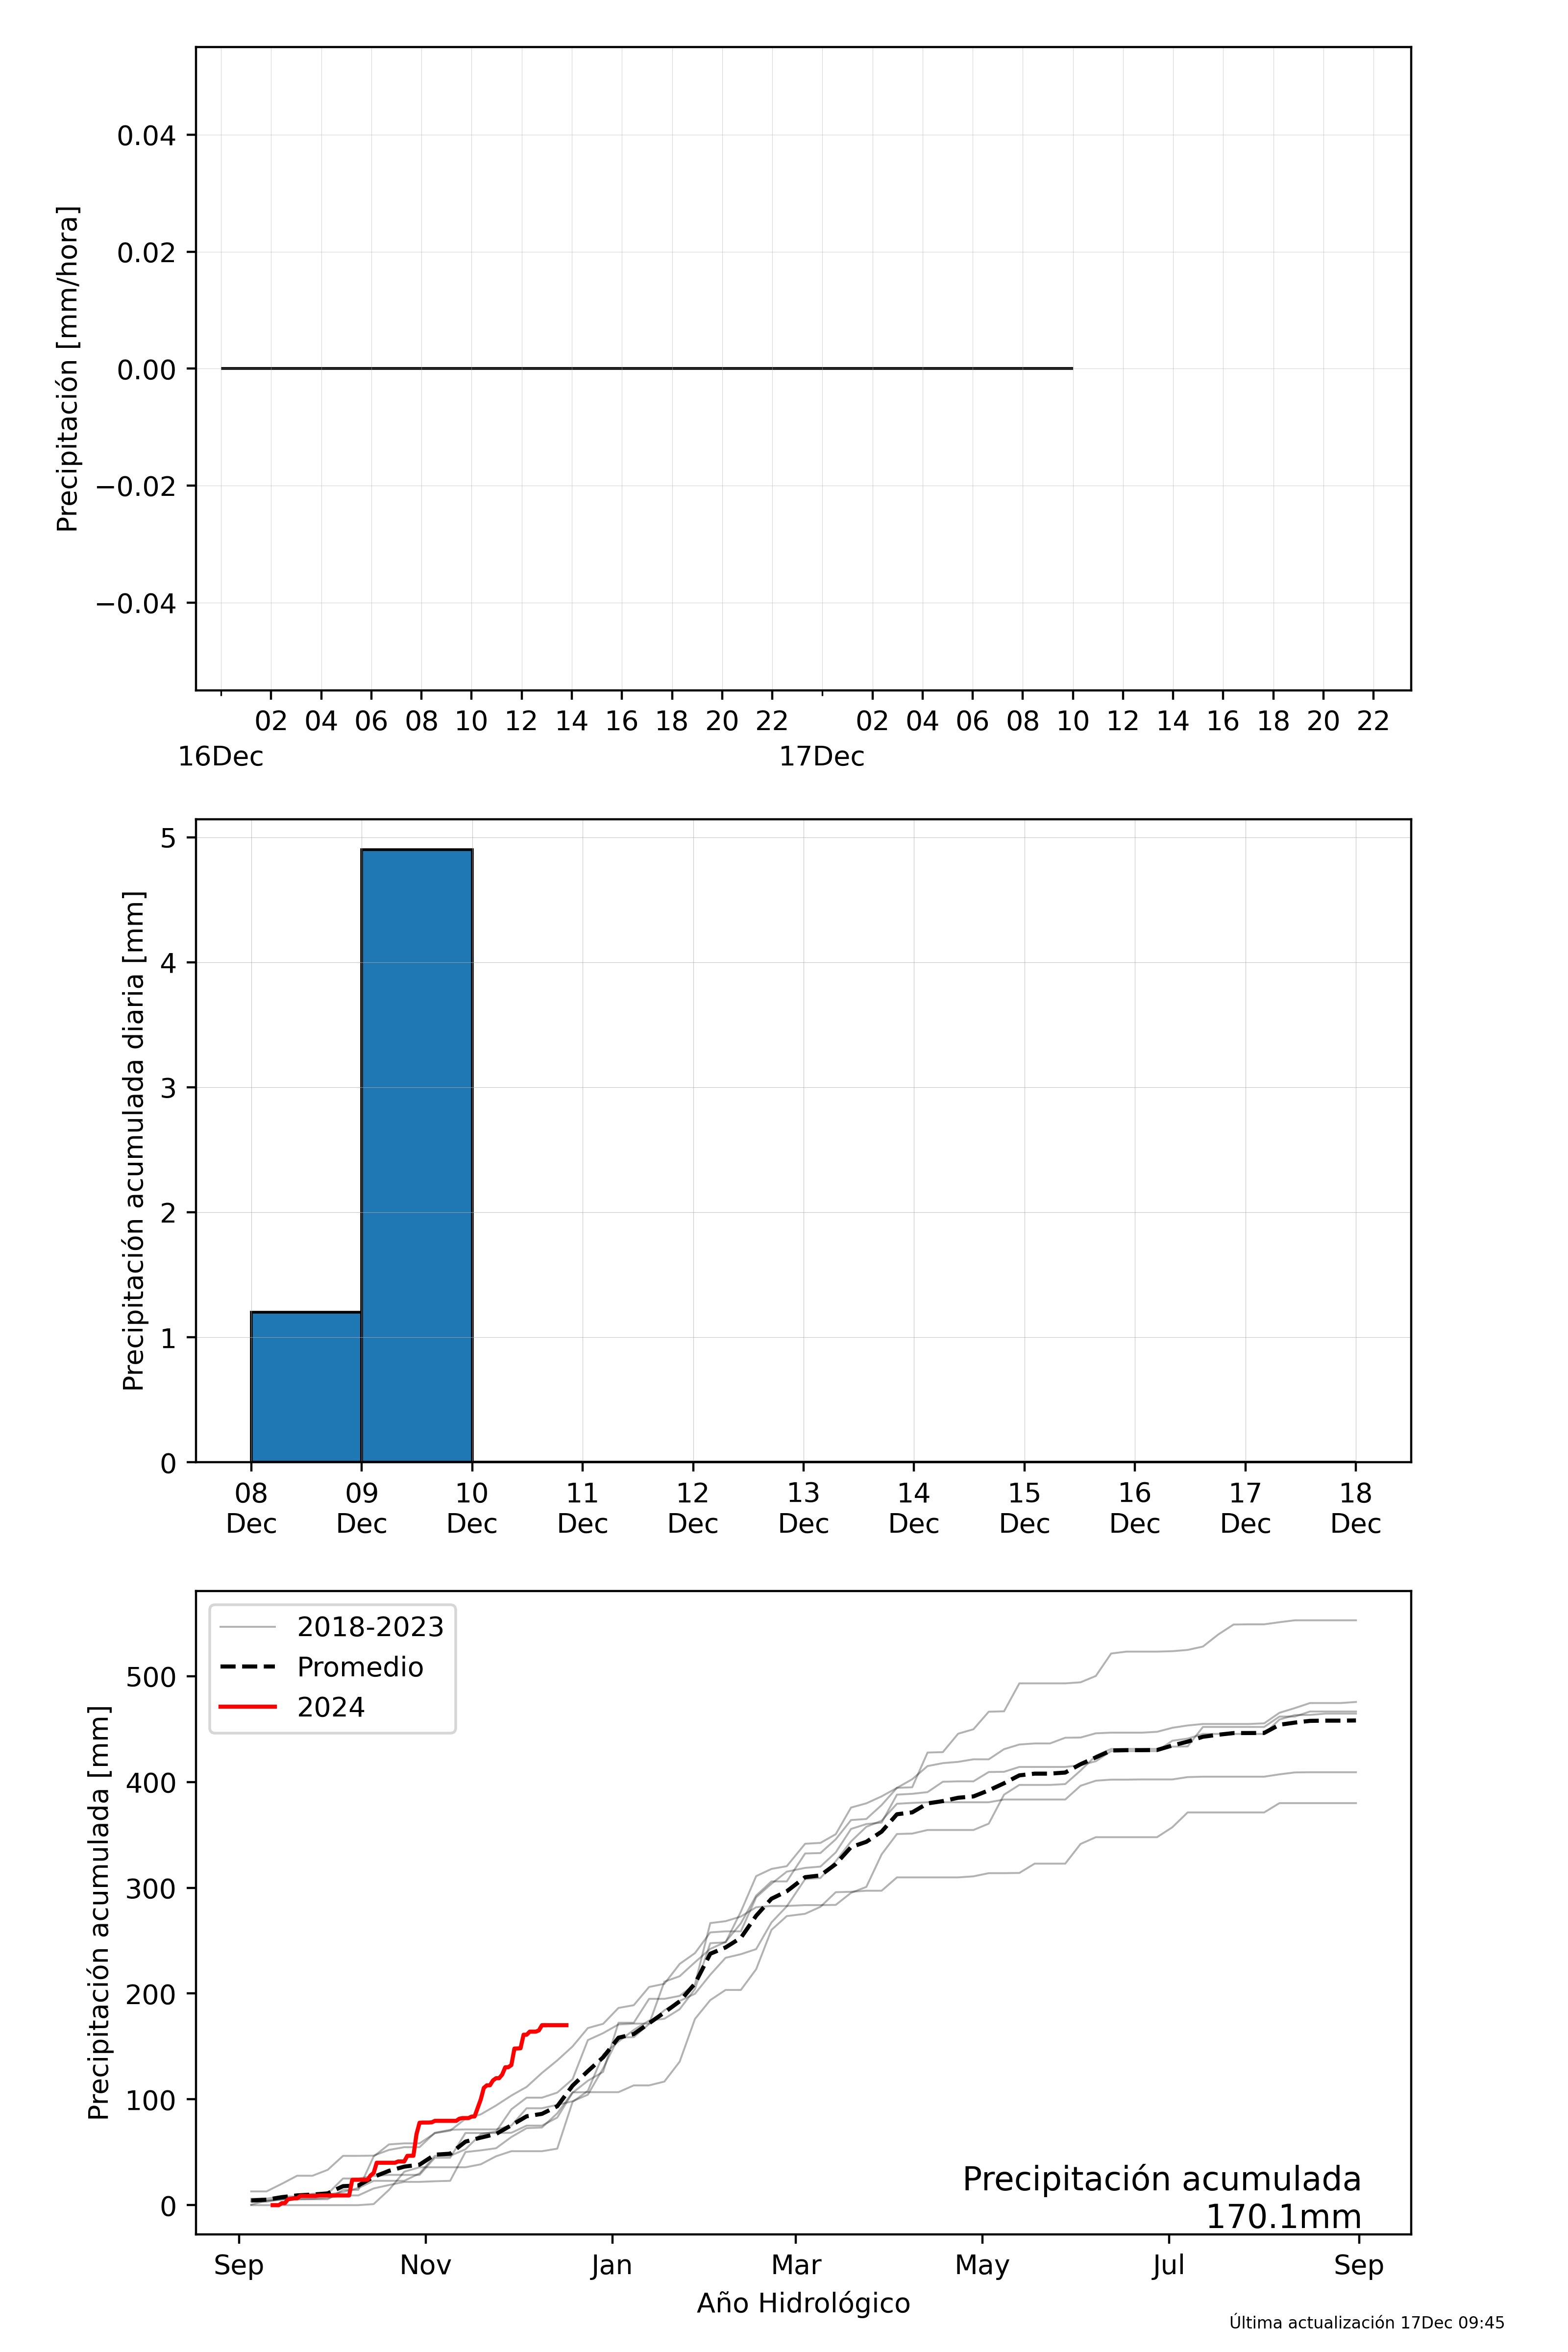 Precipitación [mm/hora]
0.04
0.02
0.00
−0.02
−0.04
02 04 06 08 10 12 14 16 18 20 22 02 04 06 08 10 12 14 16 18 20 22
16Dec 17Dec
Precipitación acumulada diaria [mm]
5
4
3
2
1
0
08 09 10 11 12 13 14 15 16 17 18
Dec Dec Dec Dec Dec Dec Dec Dec Dec Dec Dec
Precipitación acumulada [mm]
2018-2023
Promedio
2024
500
400
300
200
100
0
Precipitación acumulada
170.1mm
Sep Nov Jan Mar May Jul Sep
Año Hidrológico
Última actualización 17Dec 09:45